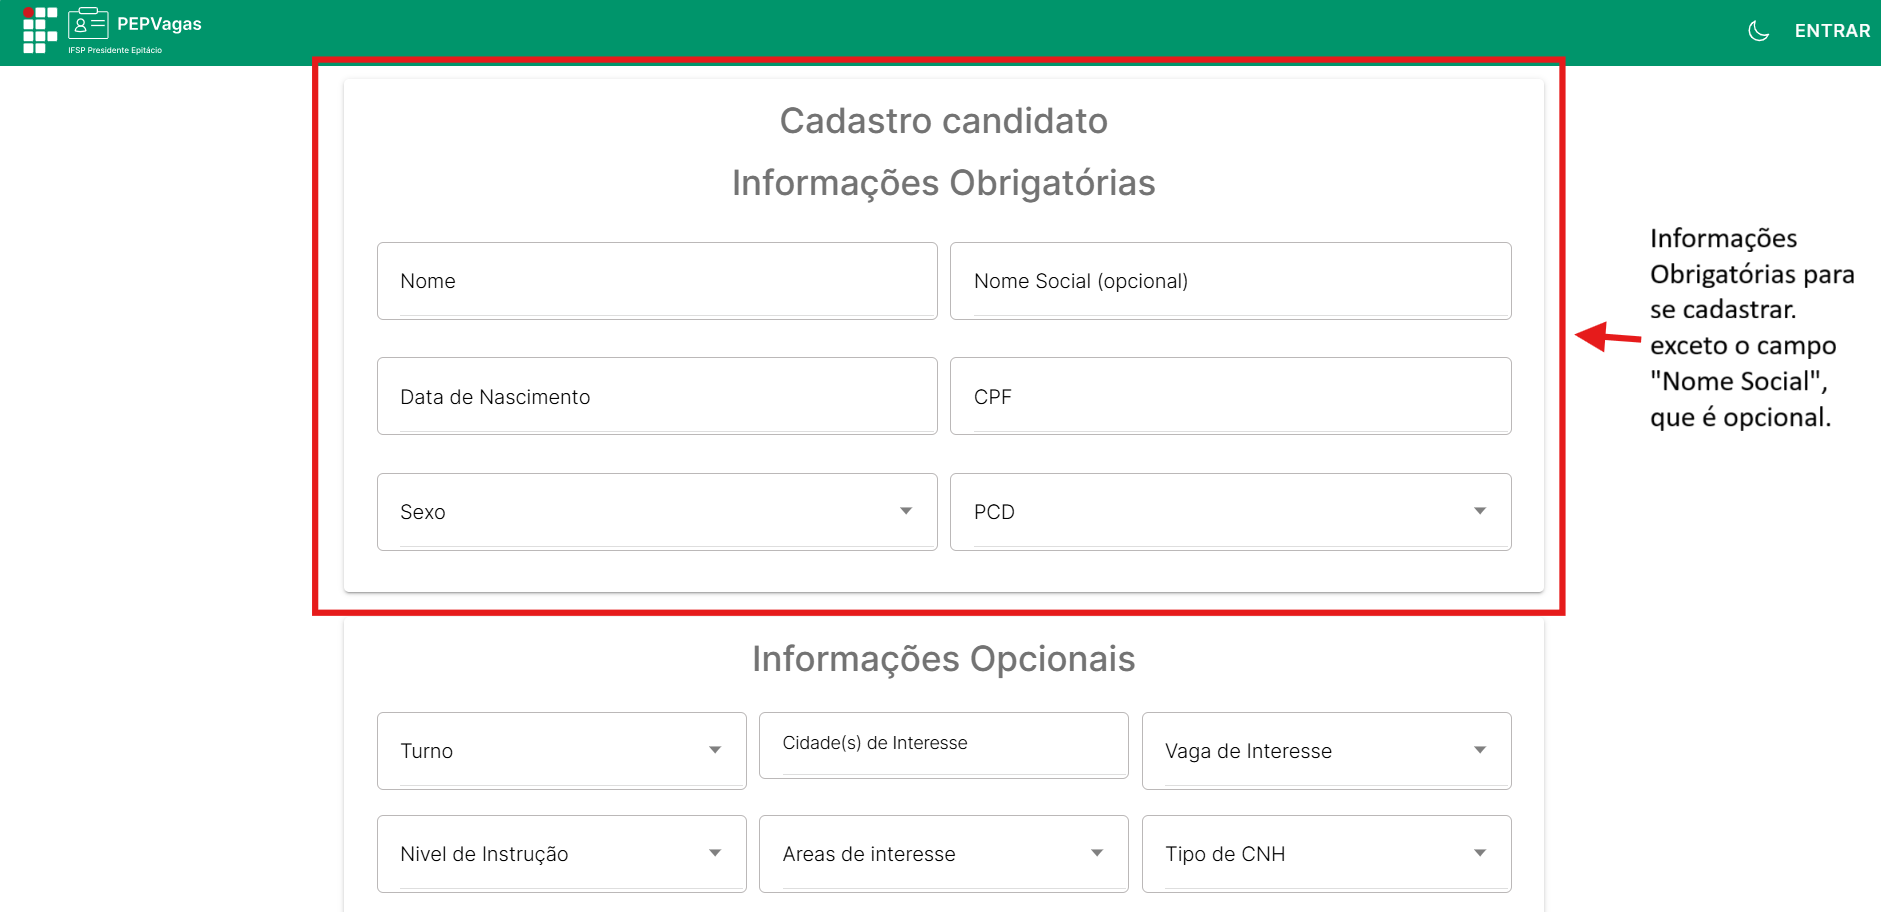 PEPVagas
IFSP Presidente Epitácio
ENTRAR
Cadastro candidato
Informações Obrigatórias
Nome
Nome Social (opcional)
Data de Nascimento
CPF
Sexo
PCD
Informações
Obrigatórias para
se cadastrar.
exceto o campo
"Nome Social",
que é opcional.
Informações Opcionais
Turno
Cidade(s) de Interesse
Vaga de Interesse
Nivel de Instrução
Areas de interesse
Tipo de CNH